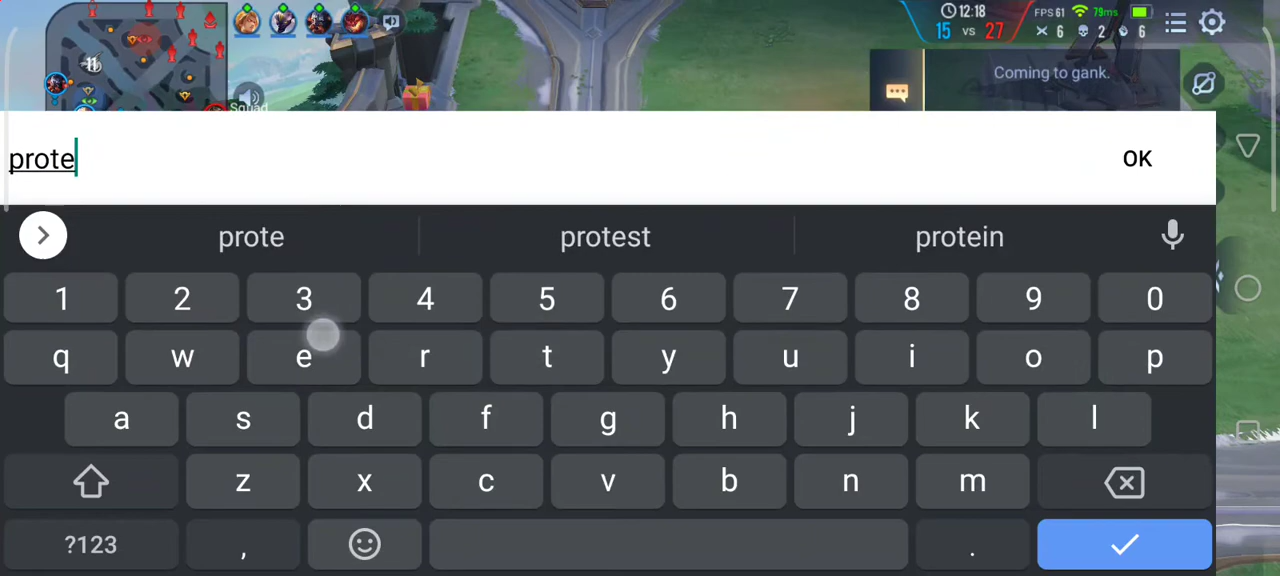 12:18
FPS 61
79ms
15 vs 27
6
2
6
Squad
Coming to gank.
prote
OK
prote
protest
protein
1 2 3 4 5 6 7 8 9 0
q w e r t y u i o p
a s d f g h j k l
z x c v b n m
?123 , .